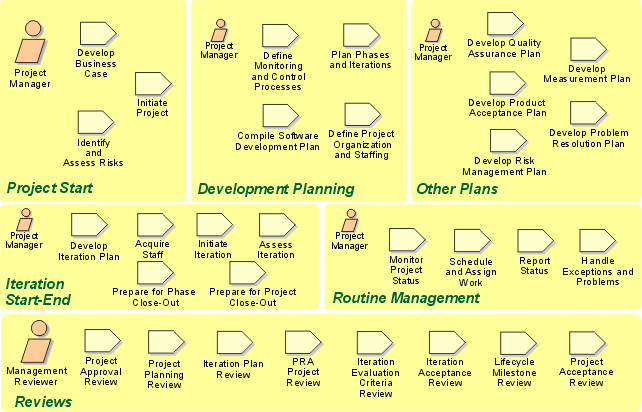 Project
Manager
Develop
Business
Case
Initiate
Project
Identify
and
Assess Risks
Project Start
Project
Manager
Define
Monitoring
and Control
Processes
Plan Phases
and Iterations
Compile Software
Development Plan
Define Project
Organization
and Staffing
Development Planning
Project
Manager
Develop Quality
Assurance Plan
Develop
Measurement Plan
Develop Product
Acceptance Plan
Develop Problem
Resolution Plan
Develop Risk
Management Plan
Other Plans
Project
Manager
Develop
Iteration Plan
Acquire
Staff
Initiate
Iteration
Assess
Iteration
Prepare for Phase
Close-Out
Prepare for Project
Close-Out
Iteration
Start-End
Project
Manager
Monitor
Project
Status
Schedule
and Assign
Work
Report
Status
Handle
Exceptions and
Problems
Routine Management
Management
Reviewer
Project
Approval
Review
Project
Planning
Review
Iteration Plan
Review
PRA
Project
Review
Iteration
Evaluation
Criteria
Review
Iteration
Acceptance
Review
Lifecycle
Milestone
Review
Project
Acceptance
Review
Reviews